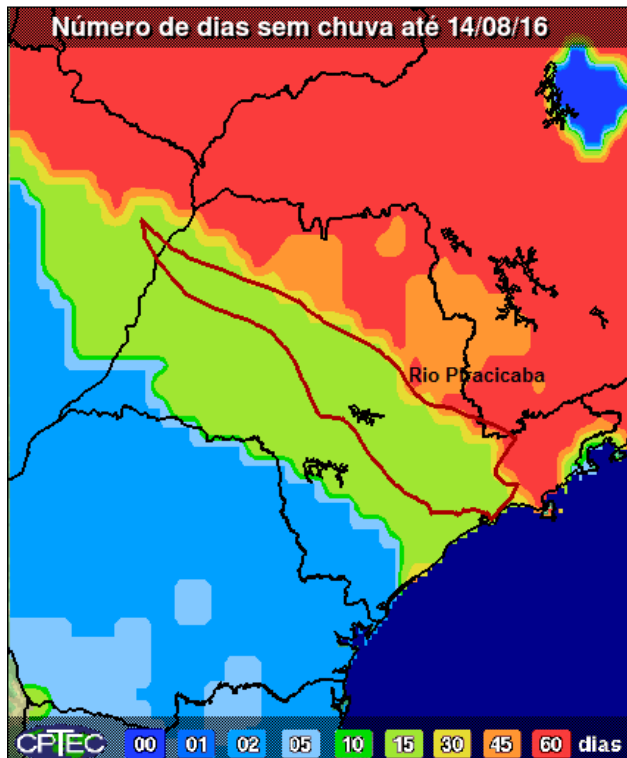 Número de dias sem chuva até 14/08/16
Rio Piracicaba
CPTEC 00 01 02 05 10 15 30 45 60 dias